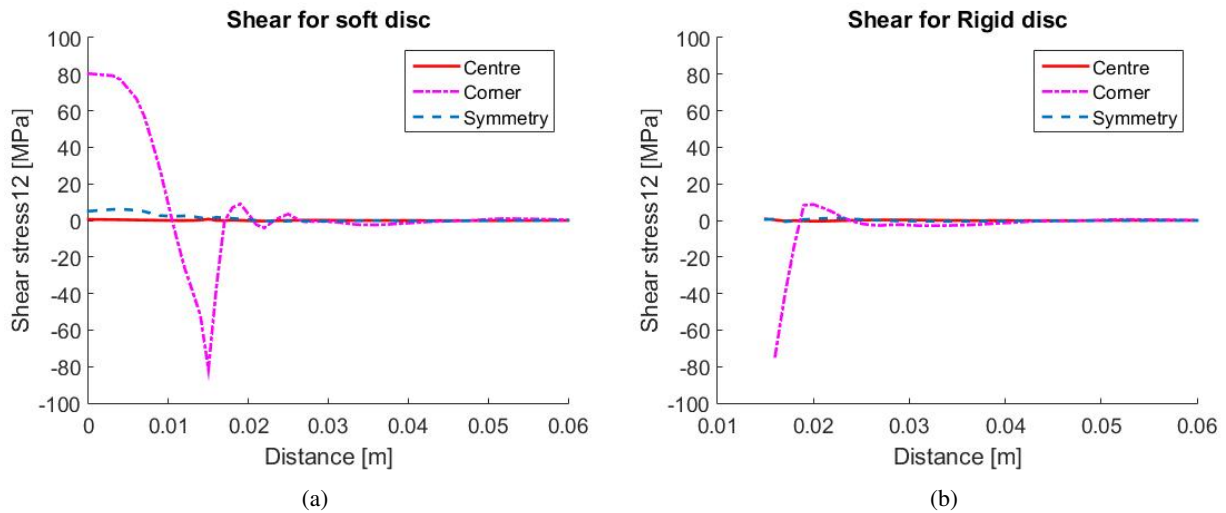 Shear for soft disc
100
80
60
40
20
0
-20
-40
-60
-80
-100
Shear stress12 [MPa]
Centre
Corner
Symmetry
0
0.01
0.02
0.03
0.04
0.05
0.06
Distance [m]
(a)
Shear for Rigid disc
100
80
60
40
20
0
-20
-40
-60
-80
-100
Shear stress12 [MPa]
Centre
Corner
Symmetry
0.01
0.02
0.03
0.04
0.05
0.06
Distance [m]
(b)